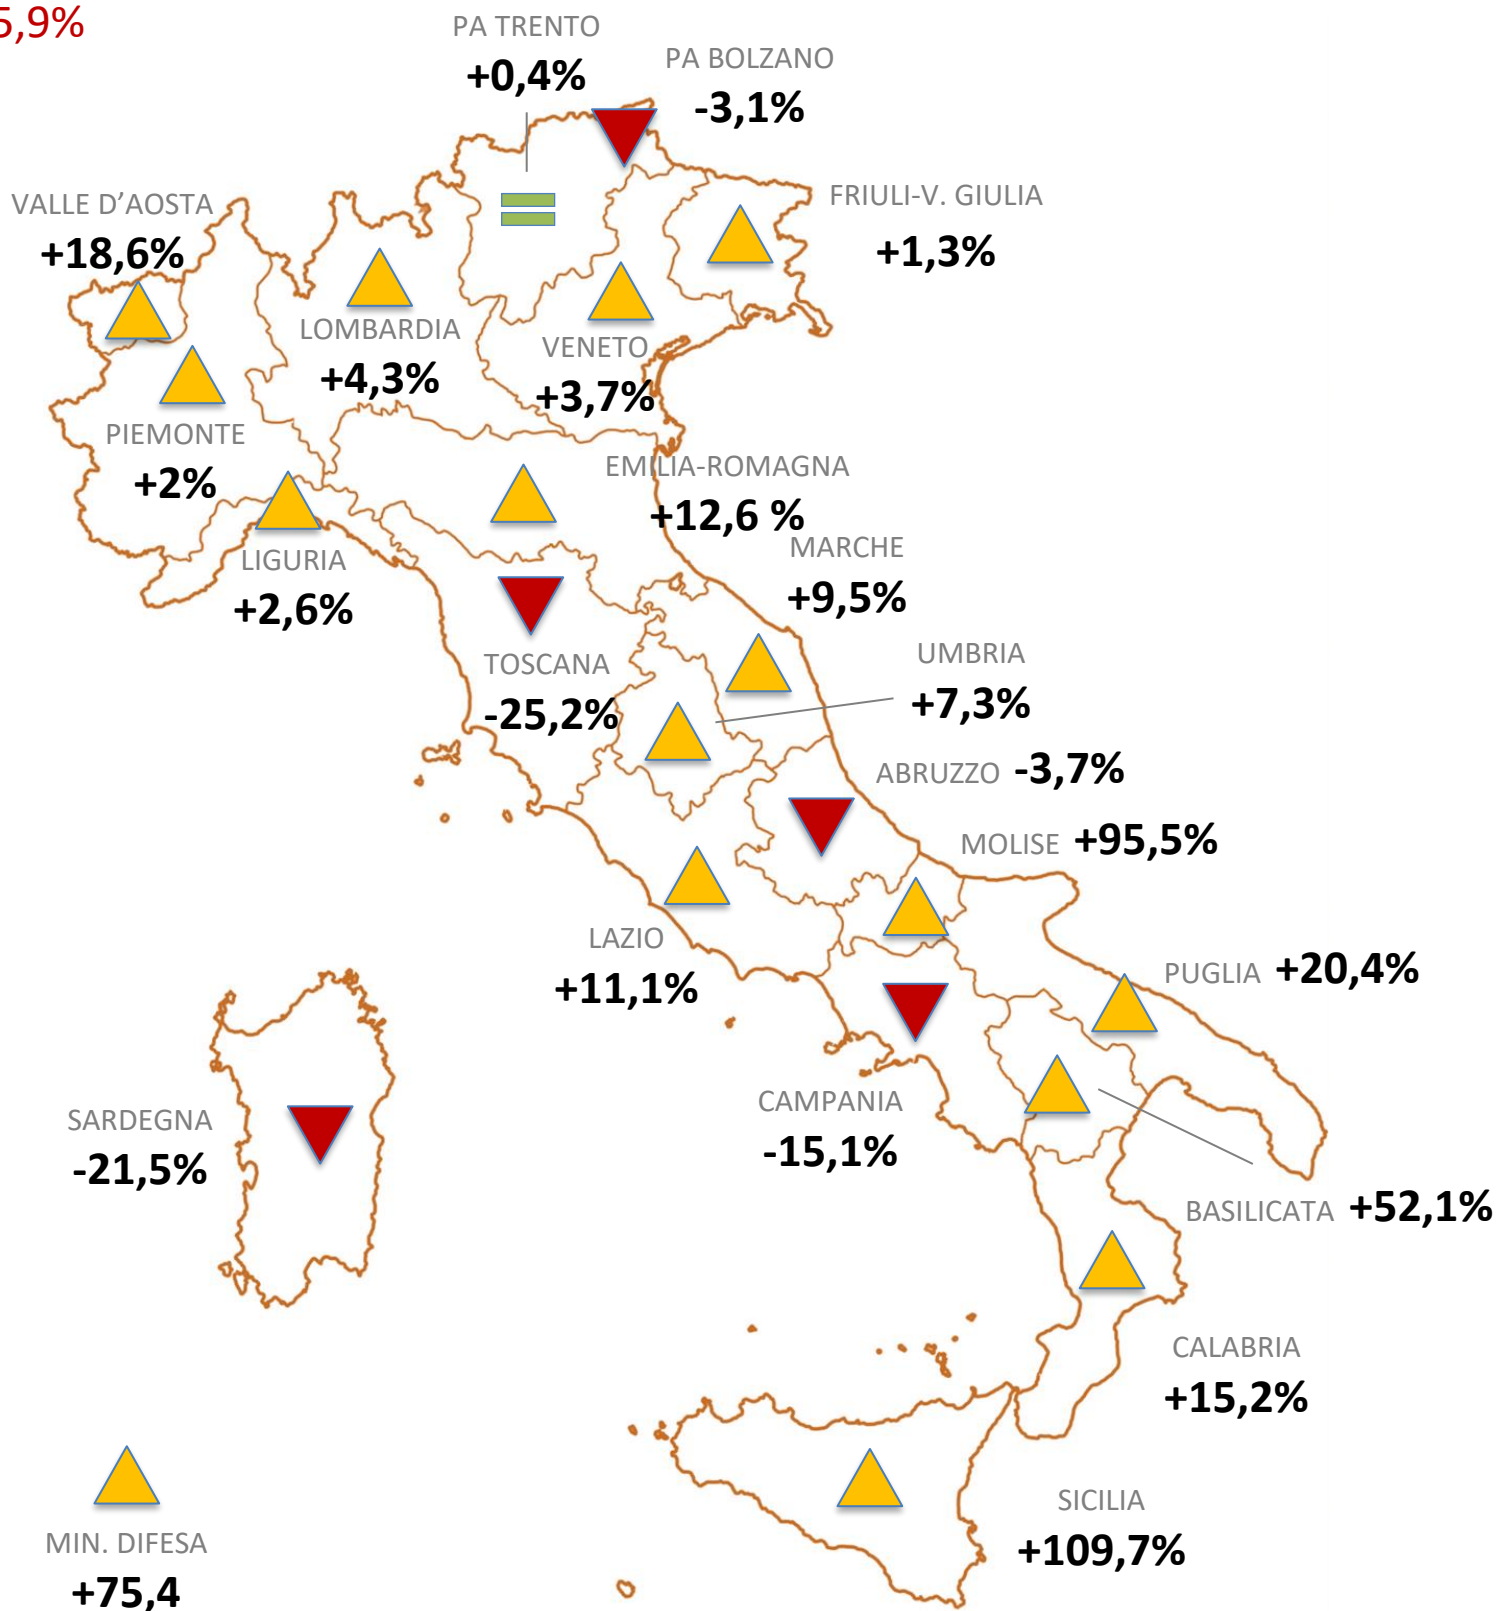 5,9%
PA TRENTO
+0,4%
PA BOLZANO
-3,1%
VALLE D’AOSTA
+18,6%
FRIULI-V. GIULIA
+1,3%
LOMBARDIA
+4,3%
VENETO
+3,7%
PIEMONTE
+2%
EMILIA-ROMAGNA
+12,6 %
LIGURIA
+2,6%
MARCHE
+9,5%
TOSCANA
-25,2%
UMBRIA
+7,3%
ABRUZZO -3,7%
MOLISE +95,5%
LAZIO
+11,1%
PUGLIA +20,4%
CAMPANIA
-15,1%
SARDEGNA
-21,5%
BASILICATA +52,1%
CALABRIA
+15,2%
SICILIA
+109,7%
MIN. DIFESA
+75,4